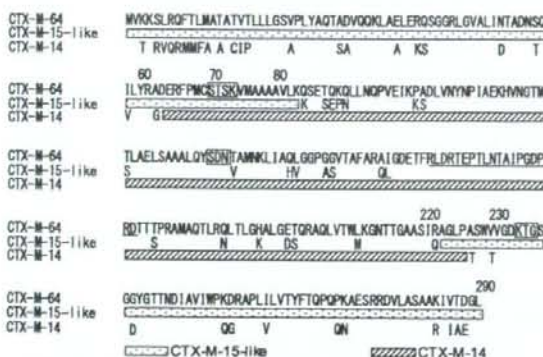 CTX-M-64 MVKKSLRQFTLMATATVTLLLGSVPLYAQTADVQQKLAELERQSGGRLGVALINTADNSQ
CTX-M-15-like
CTX-M-14 T RVQRMMFA A CIP A SA A KS D T
60 70 80
CTX-M-64 ILYRADERFPMCSTSKVMAAAAVLKQSETQKQLLNQPVEIKPADLVNYNPIAEKHVNGTM
CTX-M-15-like K SEPN KS
CTX-M-14 V G
CTX-M-64 TLAELSAAALQYSDNTAMNKLIAQLGGPGGVTAFARAIGDETFRLDRTEPTLNTAIPGDP
CTX-M-15-like S V HV AS QL
CTX-M-14
220 230
CTX-M-64 RDTTTPRAMAQTLRQLTLGHALGETQRAQLVTWLKGNTTGAASIRAGLPASWVVGDKTGS
CTX-M-15-like S N K DS M Q
CTX-M-14 T T
290
CTX-M-64 GGYGTTNDIAVIWPKDRAPLILVTYFTQPQPKAESRRDVLASAAKIVTDGL
CTX-M-15-like
CTX-M-14 D QG V QN R IAE
CTX-M-15-like CTX-M-14